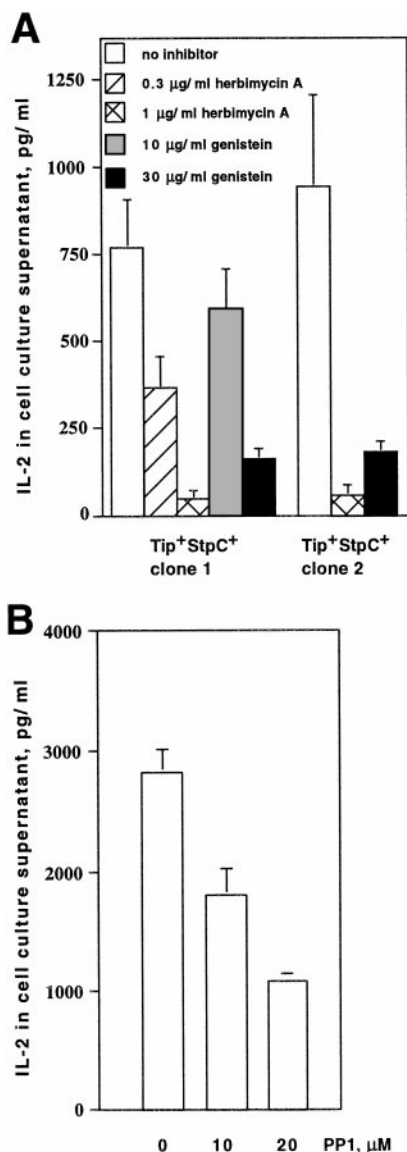 A
no inhibitor
0.3 µg/ml herbimycin A
1 µg/ml herbimycin A
10 µg/ml genistein
30 µg/ml genistein
IL-2 in cell culture supernatant, pg/ml
1250
1000
750
500
250
0
Tip+StpC+ Tip+StpC+
clone 1 clone 2
B
IL-2 in cell culture supernatant, pg/ml
4000
3000
2000
1000
0
0 10 20 PP1, µM